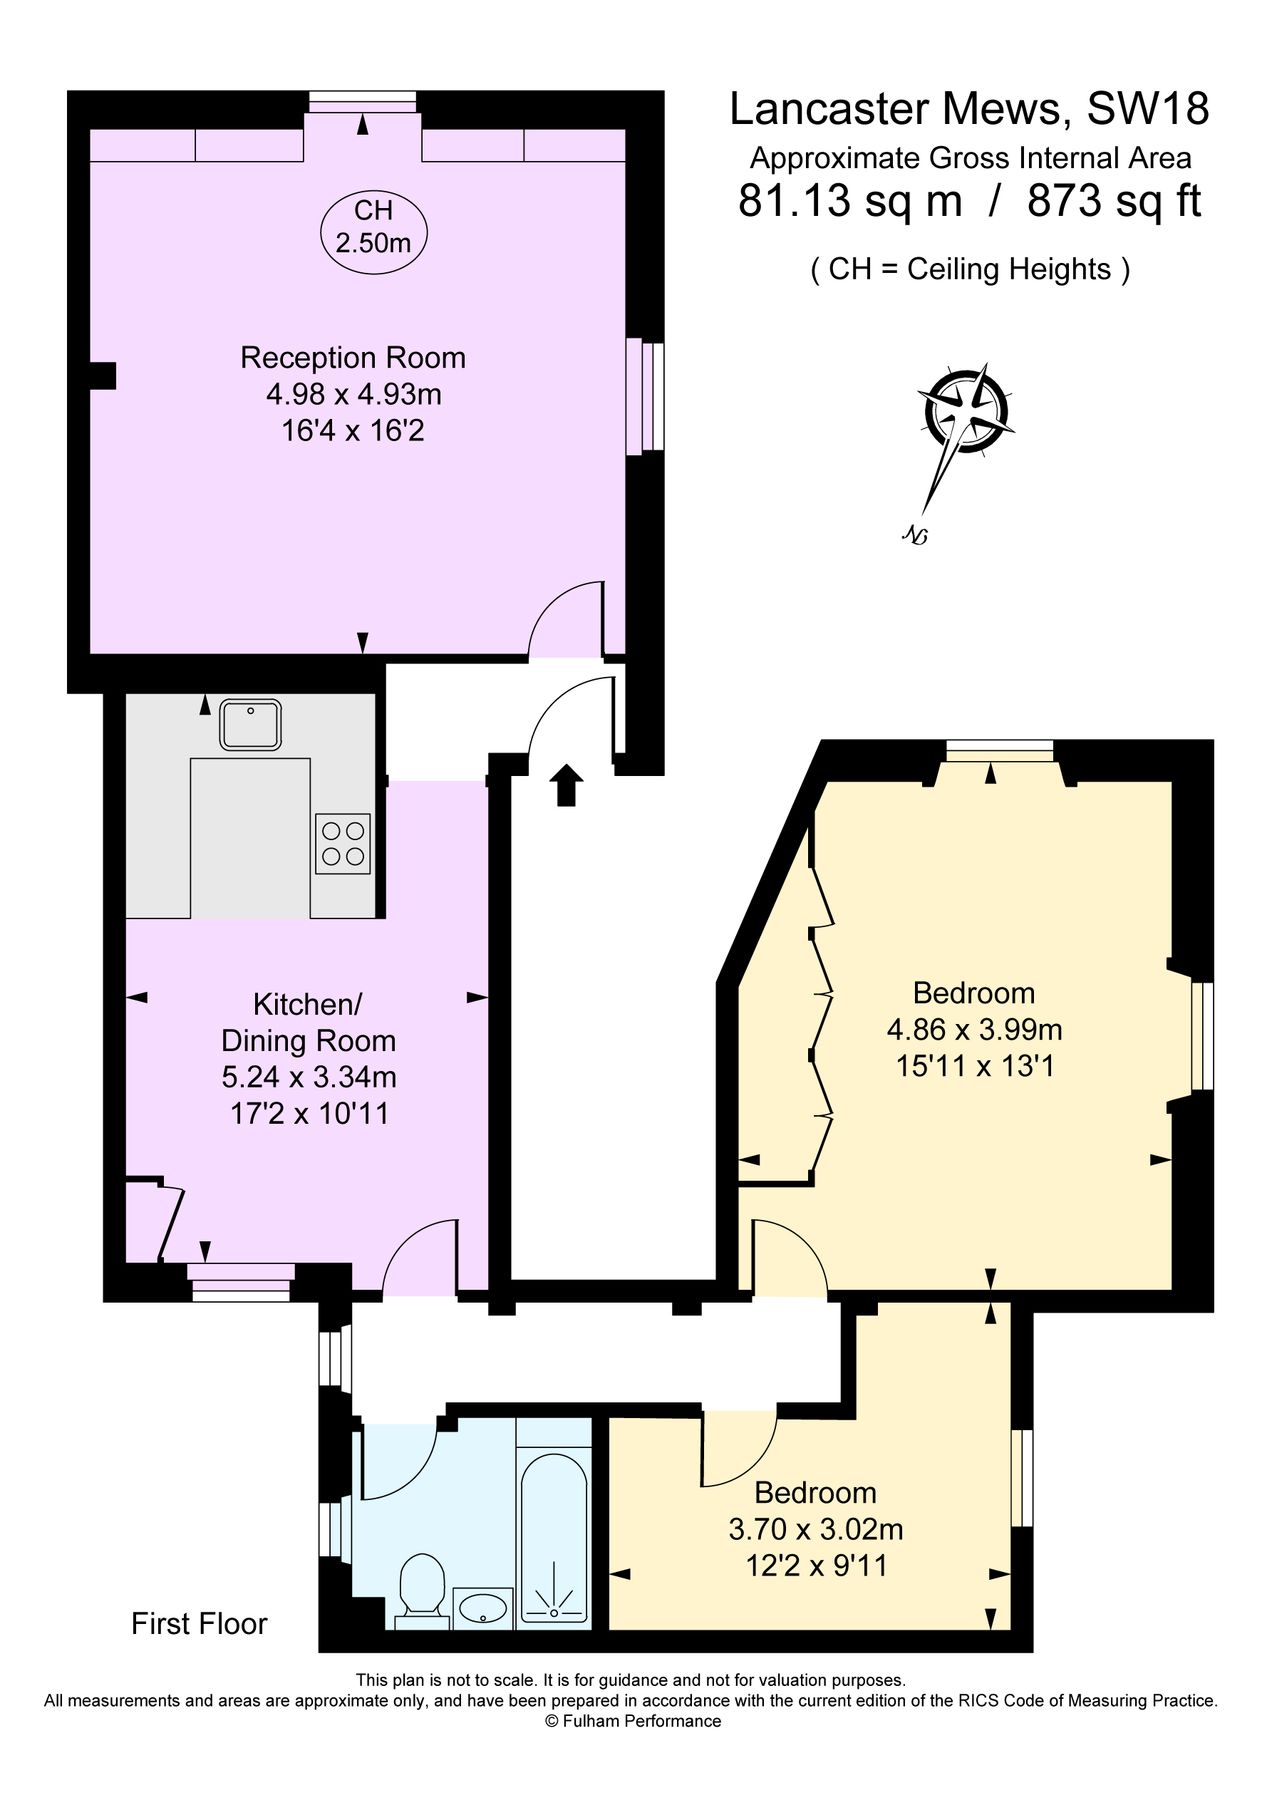 Lancaster Mews, SW18
Approximate Gross Internal Area
81.13 sq m / 873 sq ft
( CH = Ceiling Heights )
CH
2.50m
Reception Room
4.98 x 4.93m
16'4 x 16'2
N
Kitchen/
Dining Room
5.24 x 3.34m
17'2 x 10'11
Bedroom
4.86 x 3.99m
15'11 x 13'1
Bedroom
3.70 x 3.02m
12'2 x 9'11
First Floor
This plan is not to scale. It is for guidance and not for valuation purposes.
All measurements and areas are approximate only, and have been prepared in accordance with the current edition of the RICS Code of Measuring Practice.
© Fulham Performance